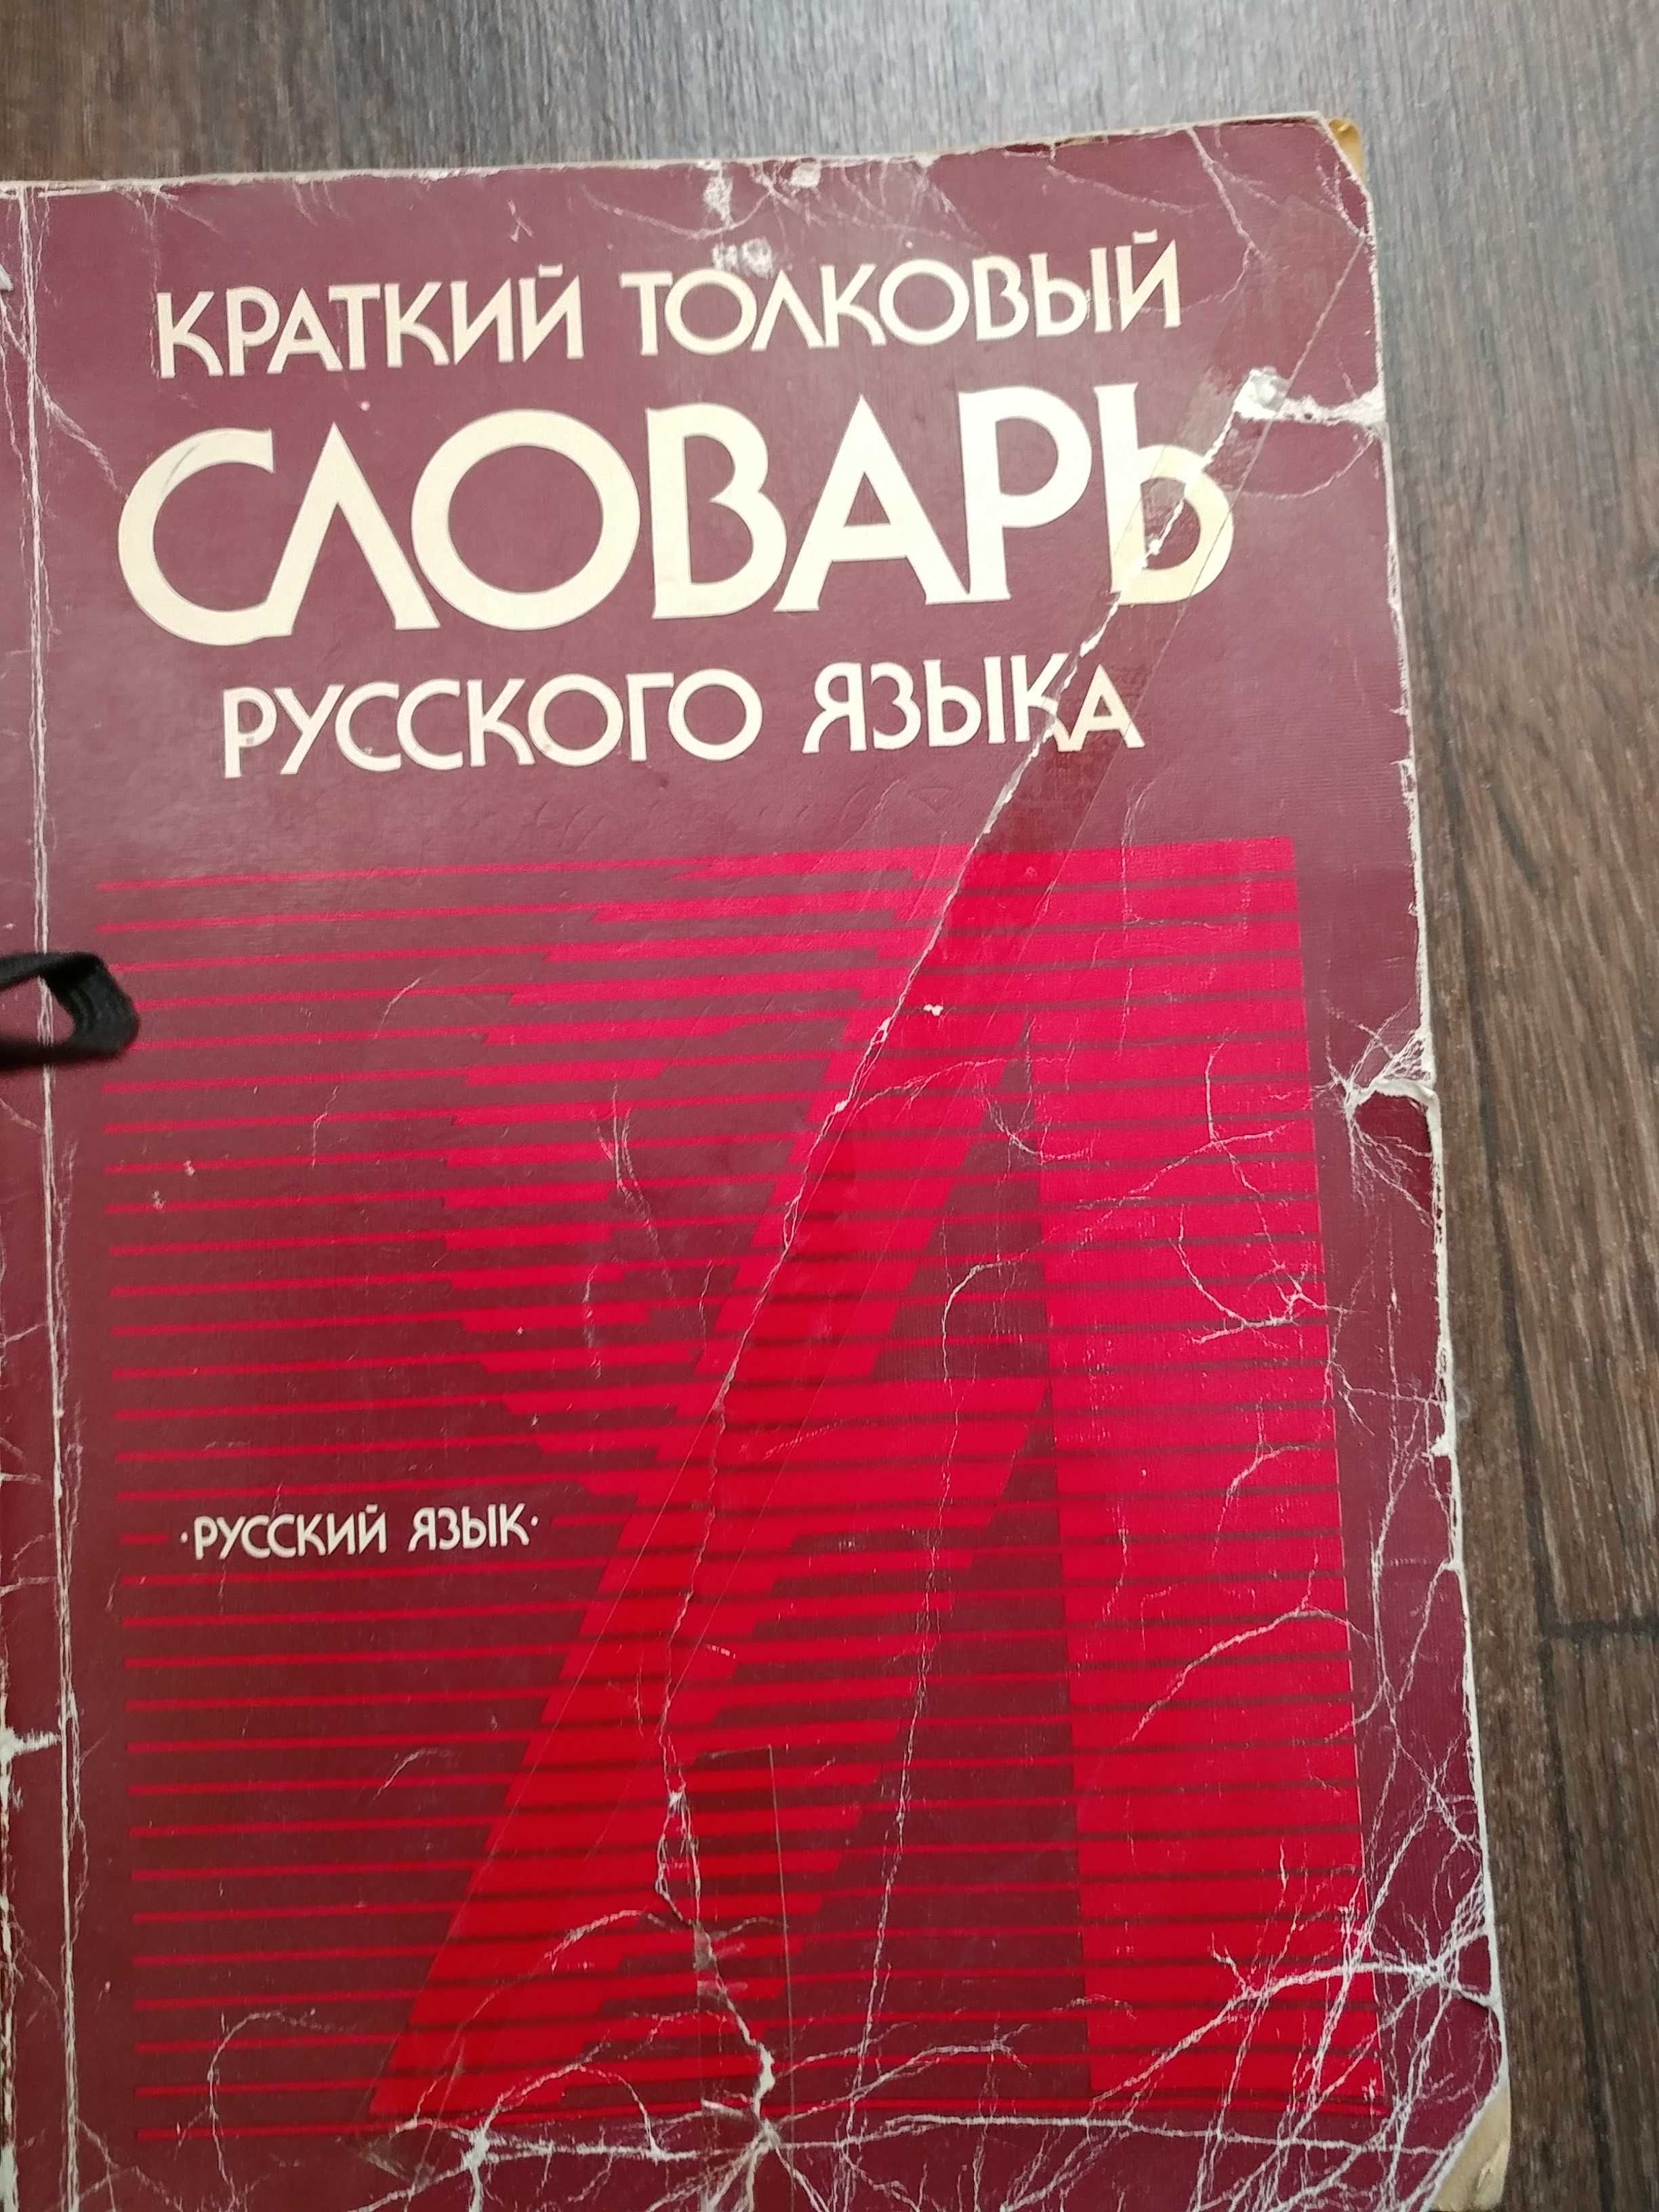 КРАТКИЙ ТОЛКОВЫЙ
СЛОВАРЬ
РУССКОГО ЯЗЫКА
Я
·РУССКИЙ ЯЗЫК·